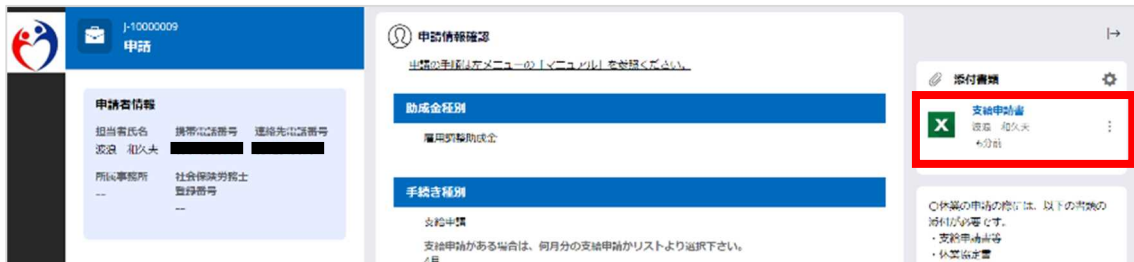 J-10000009
申請
申請者情報
担当者氏名 携帯電話番号 連絡先電話番号
渡邉 和久夫
所属事務所 社会保険労務士
登録番号
--
--
申請情報確認
申請の手順は左メニューの「マニュアル」を参照ください。
助成金種別
雇用調整助成金
手続き種別
支給申請
支給申請がある場合は、何月分の支給申請かリストより選択下さい。
4月
添付書類
支給申請書
和久夫
分前
〇休業の申請の際には、以下の書類の
添付が必要です。
・支給申請書等
・休業協定書